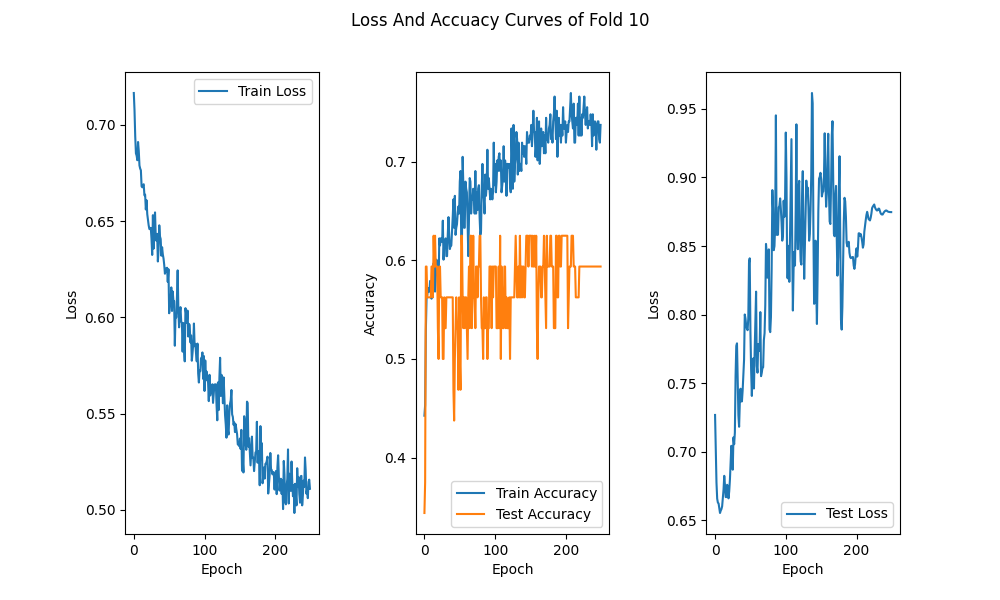 Loss And Accuacy Curves of Fold 10
Train Loss
0.70
0.65
0.60
0.55
0.50
Loss
0 100 200
Epoch
0.7
0.6
0.5
0.4
Accuracy
Train Accuracy
Test Accuracy
0 100 200
Epoch
0.95
0.90
0.85
0.80
0.75
0.70
0.65
Loss
Test Loss
0 100 200
Epoch